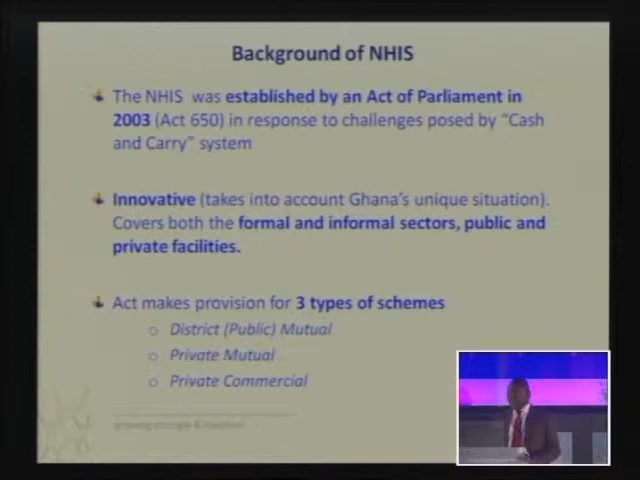 Background of NHIS
The NHIS was established by an Act of Parliament in
2003 (Act 650) in response to challenges posed by "Cash
and Carry" system
Innovative (takes into account Ghana's unique situation).
Covers both the formal and informal sectors, public and
private facilities.
Act makes provision for 3 types of schemes
District (Public) Mutual
Private Mutual
Private Commercial